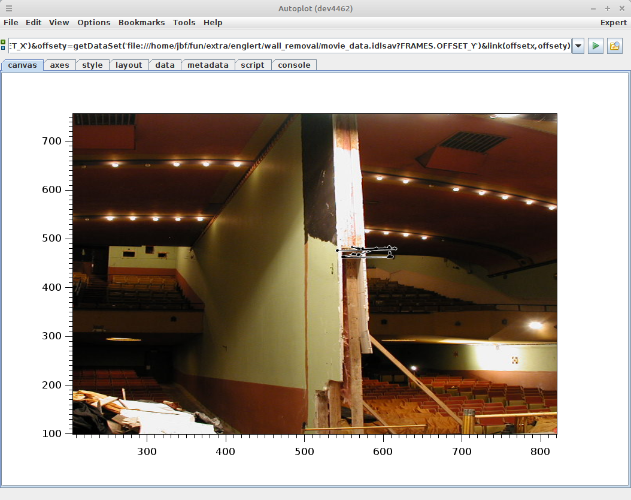 Autoplot (dev4462)
File Edit View Options Bookmarks Tools Help Expert
:T_X')&offsety=getDataSet('file:///home/jbf/fun/extra/englert/wall_removal/movie_data.idlsav?FRAMES.OFFSET_Y')&link(offsetx,offsety)
canvas axes style layout data metadata script console
700
600
500
400
300
200
100
300 400 500 600 700 800